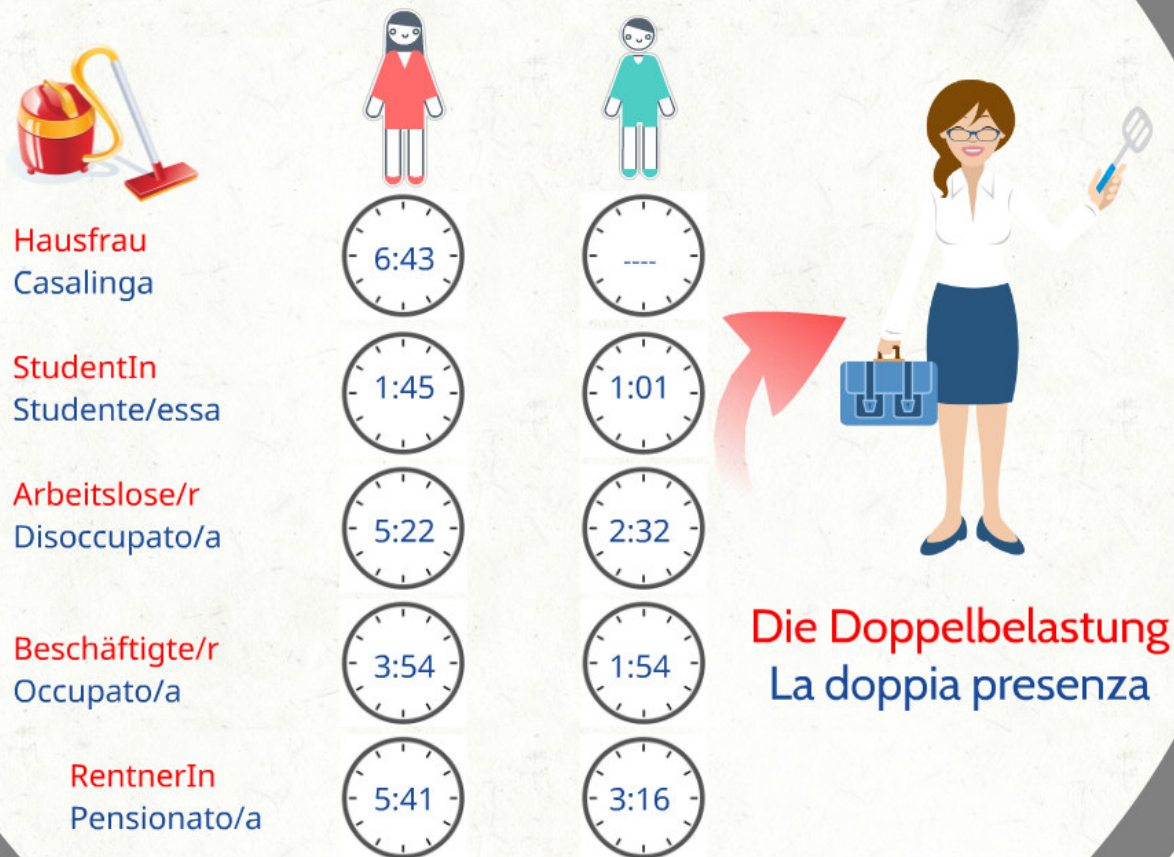 Hausfrau
Casalinga
6:43
----
StudentIn
Studente/essa
1:45
1:01
Arbeitslose/r
Disoccupato/a
5:22
2:32
Beschäftigte/r
Occupato/a
3:54
1:54
RentnerIn
Pensionato/a
5:41
3:16
Die Doppelbelastung
La doppia presenza